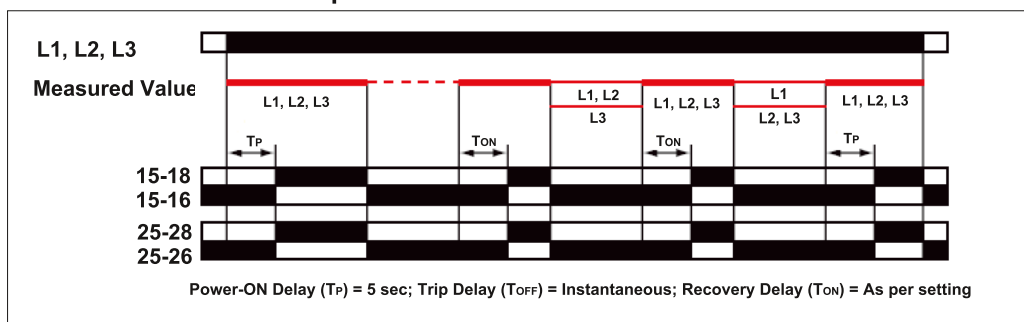 L1, L2, L3
Measured Value
L1, L2, L3
L1, L2
L3
L1, L2, L3
L1
L2, L3
L1, L2, L3
TP
TON
TON
TP
15-18
15-16
25-28
25-26
Power-ON Delay (TP) = 5 sec; Trip Delay (TOFF) = Instantaneous; Recovery Delay (TON) = As per setting